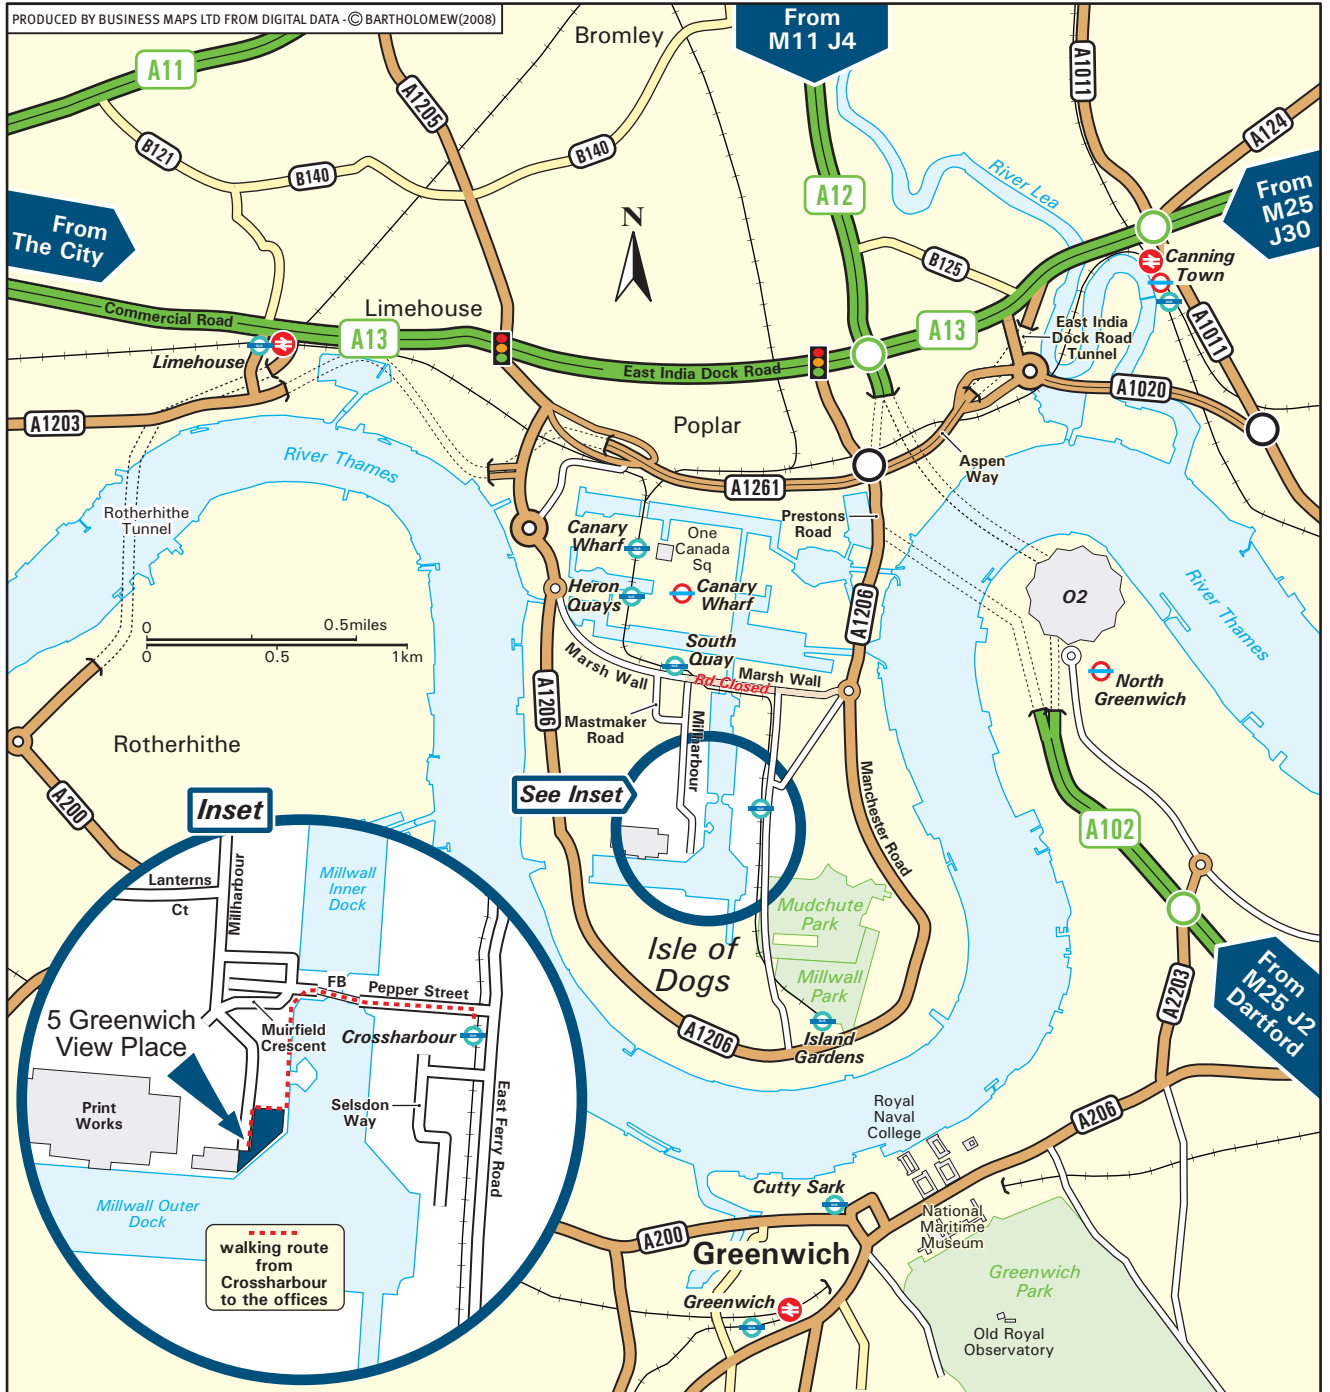 PRODUCED BY BUSINESS MAPS LTD FROM DIGITAL DATA - © BARTHOLOMEW(2008)
From
M11 J4
Bromley
A11
A1205
A1011
A124
B121
B140
B140
A12
River Lea
From
M25
J30
From
The City
N
B125
Canning
Town
Commercial Road
Limehouse
A13
A13
Limehouse
East India
Dock Road
Tunnel
A1011
East India Dock Road
A1020
A1203
Poplar
River Thames
Aspen
Way
A1261
Rotherhithe
Tunnel
Prestons
Road
Canary
Wharf
One
Canada
Sq
Heron
Quays
Canary
Wharf
O2
River Thames
A1206
0
0.5miles
0
0.5
1km
South
Quay
Marsh Wall
Marsh Wall
Rd Closed
North
Greenwich
A1206
Mastmaker
Road
Millharbour
Rotherhithe
A200
See Inset
Manchester Road
A102
Inset
Lanterns
Ct
Millharbour
Millwall
Inner
Dock
Mudchute
Park
Isle of
Dogs
Millwall
Park
From
M25 J2
Dartford
A2203
FB
Pepper Street
5 Greenwich
View Place
Muirfield
Crescent
Crossharbour
A1206
Island
Gardens
Print
Works
Selsdon
Way
East Ferry Road
Royal
Naval
College
A206
Millwall Outer
Dock
Cutty Sark
National
Maritime
Museum
A200
Greenwich
walking route
from
Crossharbour
to the offices
Greenwich
Park
Greenwich
Old Royal
Observatory